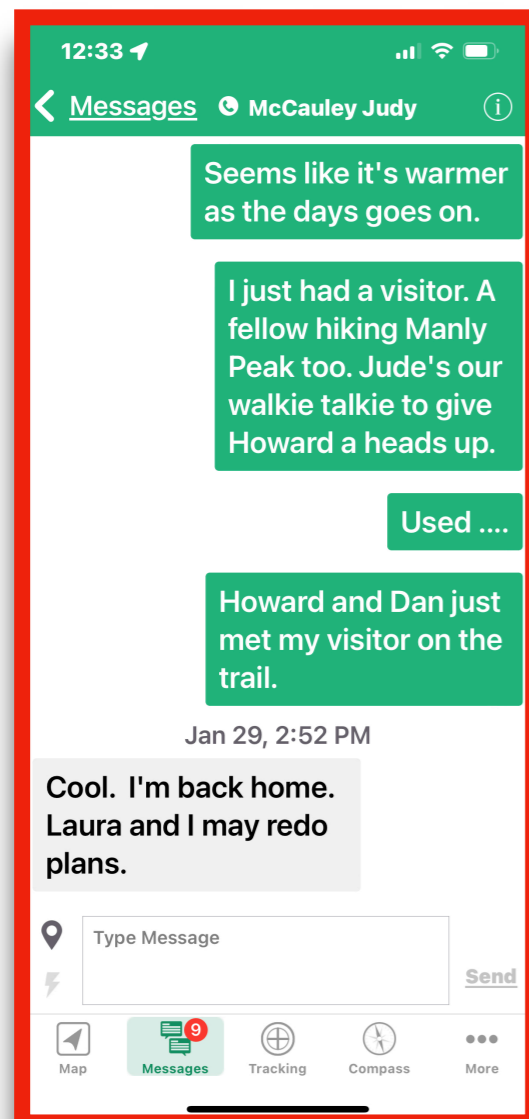 12:33
Messages McCauley Judy
Seems like it's warmer
as the days goes on.
I just had a visitor. A
fellow hiking Manly
Peak too. Jude's our
walkie talkie to give
Howard a heads up.
Used ....
Howard and Dan just
met my visitor on the
trail.
Jan 29, 2:52 PM
Cool. I'm back home.
Laura and I may redo
plans.
Type Message
Send
9
Map Messages Tracking Compass More